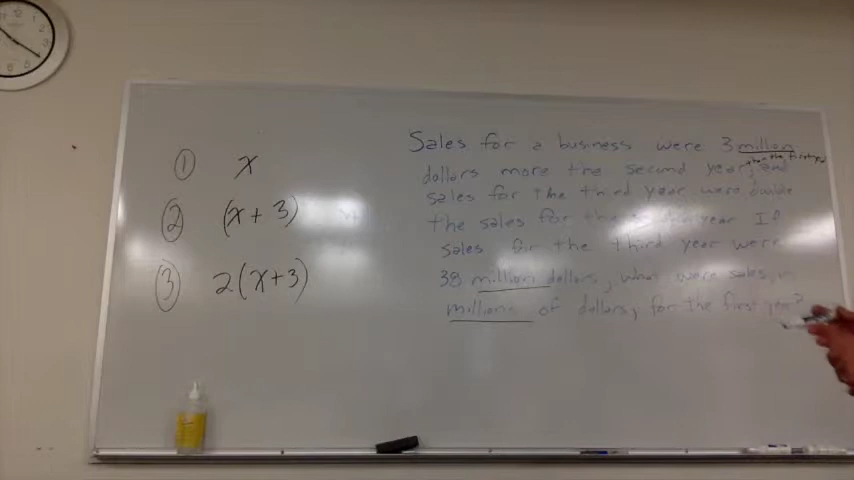 ① x
② (x + 3)
③ 2(x+3)
Sales for a business were 3 million
than the first year
dollars more the second year, and
sales for the third year were double
the sales for the year If
sales for the third year were
38 million dollars, what were sales, in
millions of dollars, for the first year?